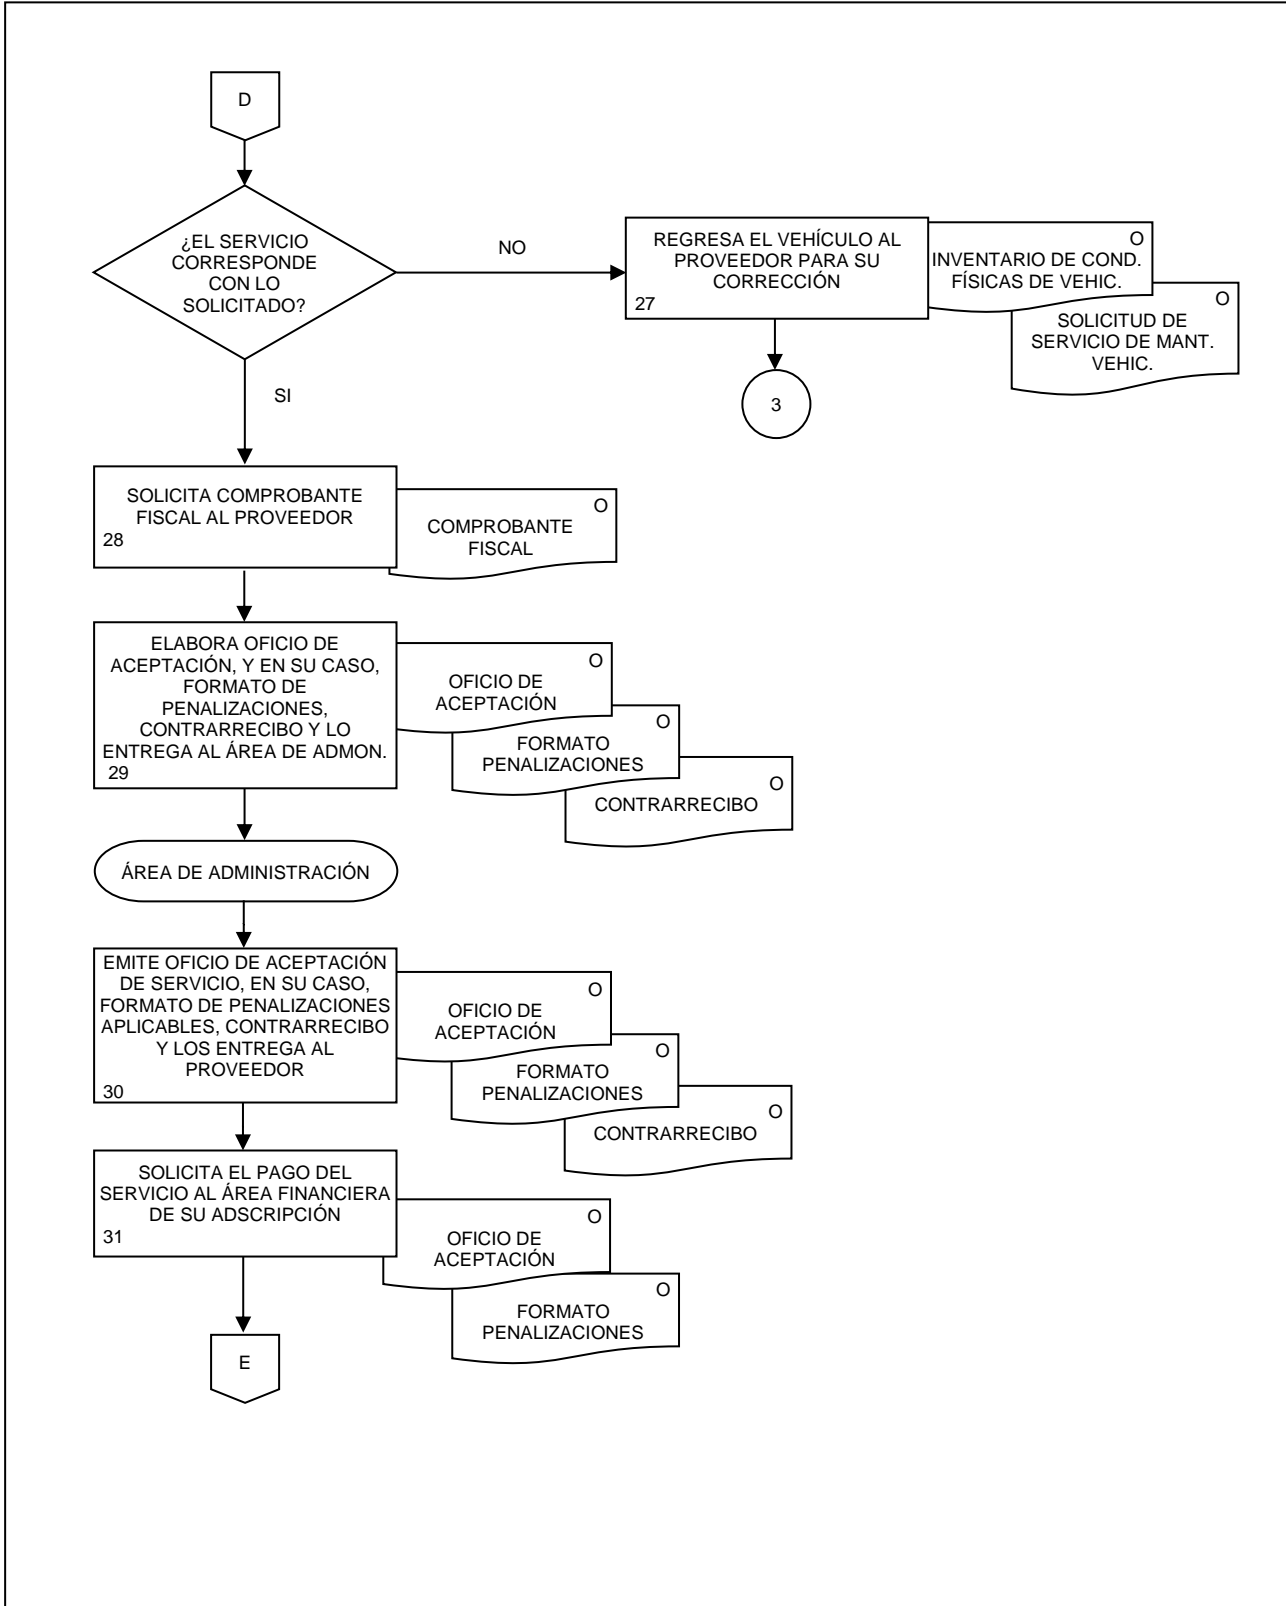 D
¿EL SERVICIO
CORRESPONDE
CON LO
SOLICITADO?
NO
REGRESA EL VEHÍCULO AL
PROVEEDOR PARA SU
CORRECCIÓN
27
O
INVENTARIO DE COND.
FÍSICAS DE VEHIC.
O
SOLICITUD DE
SERVICIO DE MANT.
VEHIC.
3
SI
SOLICITA COMPROBANTE
FISCAL AL PROVEEDOR
28
O
COMPROBANTE
FISCAL
ELABORA OFICIO DE
ACEPTACIÓN, Y EN SU CASO,
FORMATO DE
PENALIZACIONES,
CONTRARRECIBO Y LO
ENTREGA AL ÁREA DE ADMON.
29
O
OFICIO DE
ACEPTACIÓN
O
FORMATO
PENALIZACIONES
O
CONTRARRECIBO
ÁREA DE ADMINISTRACIÓN
EMITE OFICIO DE ACEPTACIÓN
DE SERVICIO, EN SU CASO,
FORMATO DE PENALIZACIONES
APLICABLES, CONTRARRECIBO
Y LOS ENTREGA AL
PROVEEDOR
30
O
OFICIO DE
ACEPTACIÓN
O
FORMATO
PENALIZACIONES
O
CONTRARRECIBO
SOLICITA EL PAGO DEL
SERVICIO AL ÁREA FINANCIERA
DE SU ADSCRIPCIÓN
31
O
OFICIO DE
ACEPTACIÓN
O
FORMATO
PENALIZACIONES
E